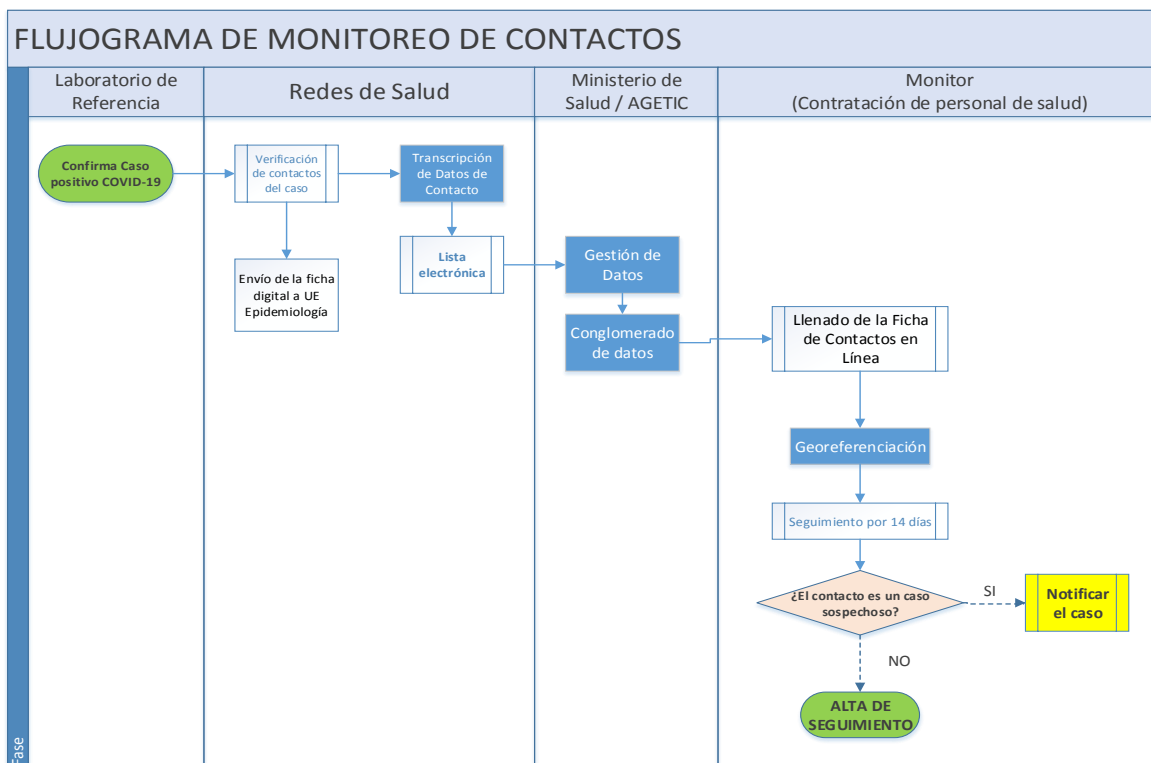 FLUJOGRAMA DE MONITOREO DE CONTACTOS
Laboratorio de
Referencia
Redes de Salud
Ministerio de
Salud / AGETIC
Monitor
(Contratación de personal de salud)
Confirma Caso
positivo COVID-19
Verificación
de contactos
del caso
Transcripción
de Datos de
Contacto
Envío de la ficha
digital a UE
Epidemiología
Lista
electrónica
Gestión de
Datos
Conglomerado
de datos
Llenado de la Ficha
de Contactos en
Línea
Georeferenciación
Seguimiento por 14 días
¿El contacto es un caso
sospechoso?
SI
Notificar
el caso
NO
ALTA DE
SEGUIMIENTO
Fase